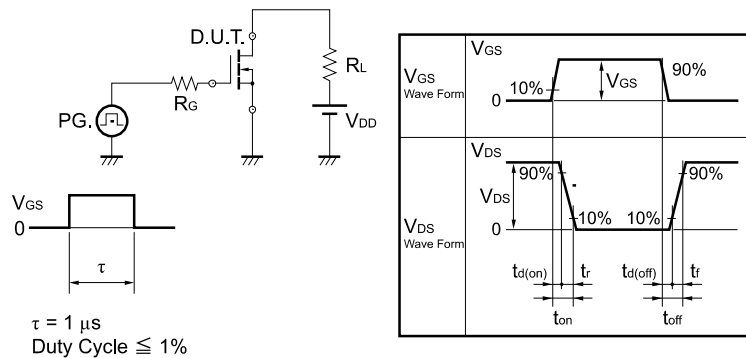 D.U.T.
RL
RG
PG.
VDD
VGS
0
τ
τ = 1 μs
Duty Cycle ≦ 1%
VGS
Wave Form
VGS
10%
VGS
90%
0
VDS
Wave Form
VDS
90%
VDS
10%
10%
90%
0
td(on)
tr
td(off)
tf
ton
toff